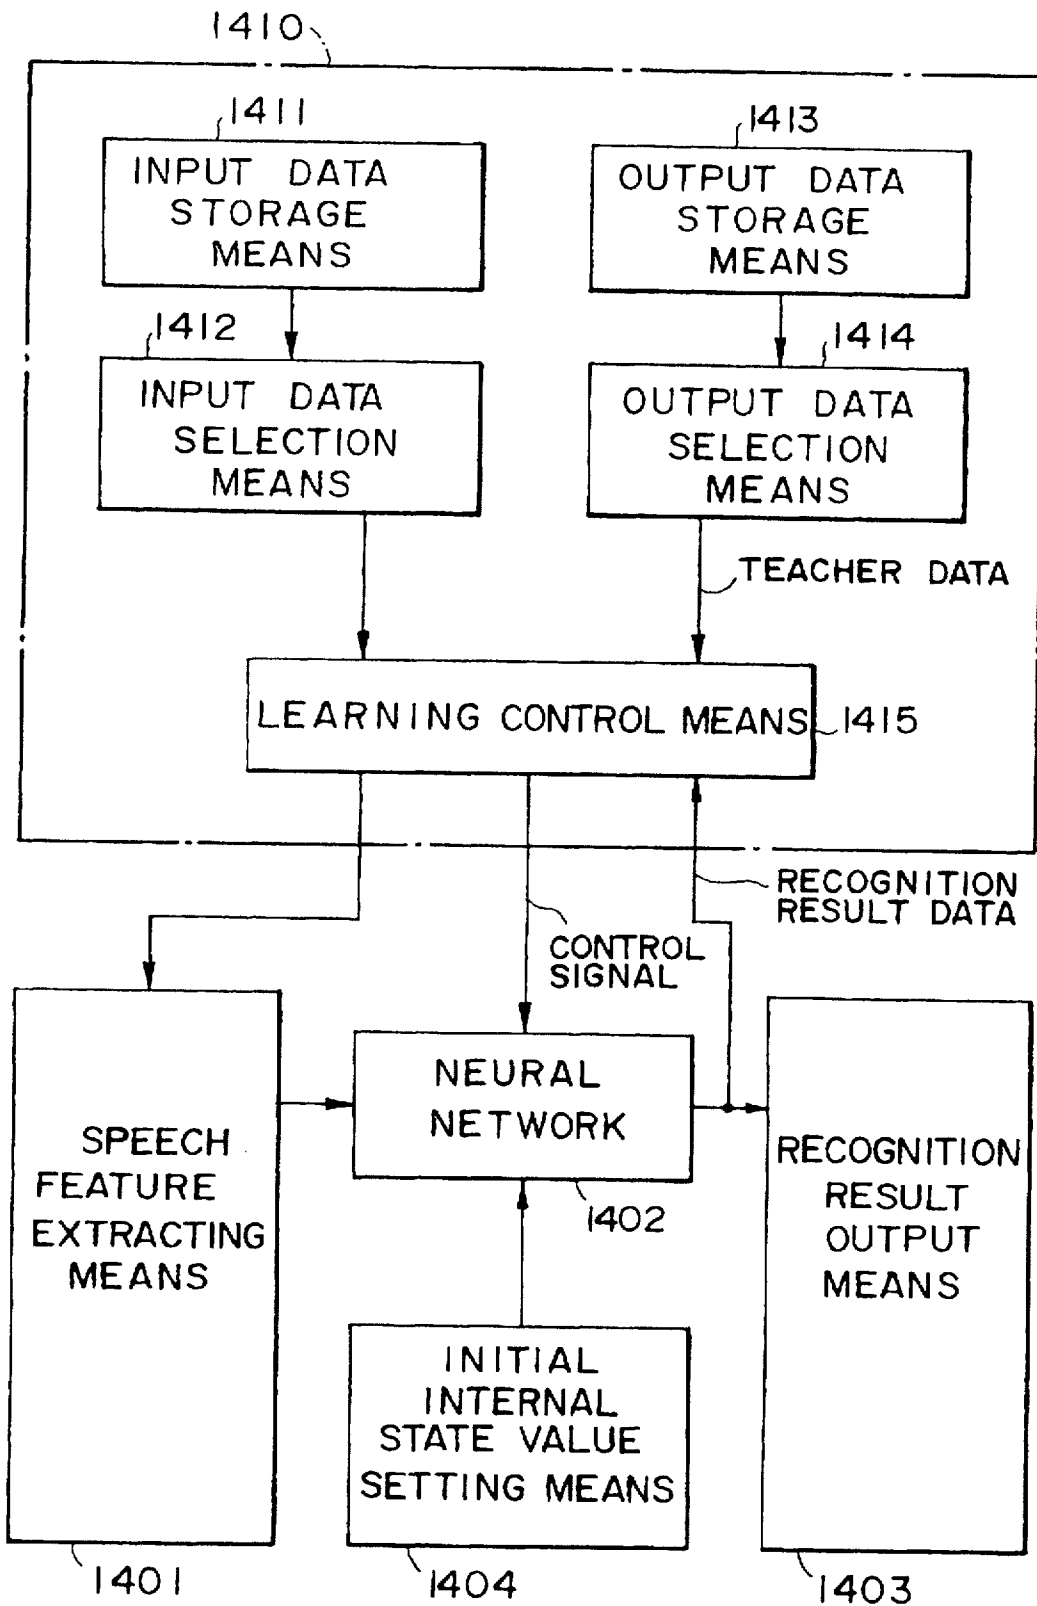 1410
1411
INPUT DATA
STORAGE
MEANS
1413
OUTPUT DATA
STORAGE
MEANS
1412
INPUT DATA
SELECTION
MEANS
1414
OUTPUT DATA
SELECTION
MEANS
TEACHER DATA
LEARNING CONTROL MEANS
1415
RECOGNITION
RESULT DATA
CONTROL
SIGNAL
SPEECH
FEATURE
EXTRACTING
MEANS
1401
NEURAL
NETWORK
1402
INITIAL
INTERNAL
STATE VALUE
SETTING MEANS
1404
RECOGNITION
RESULT
OUTPUT
MEANS
1403